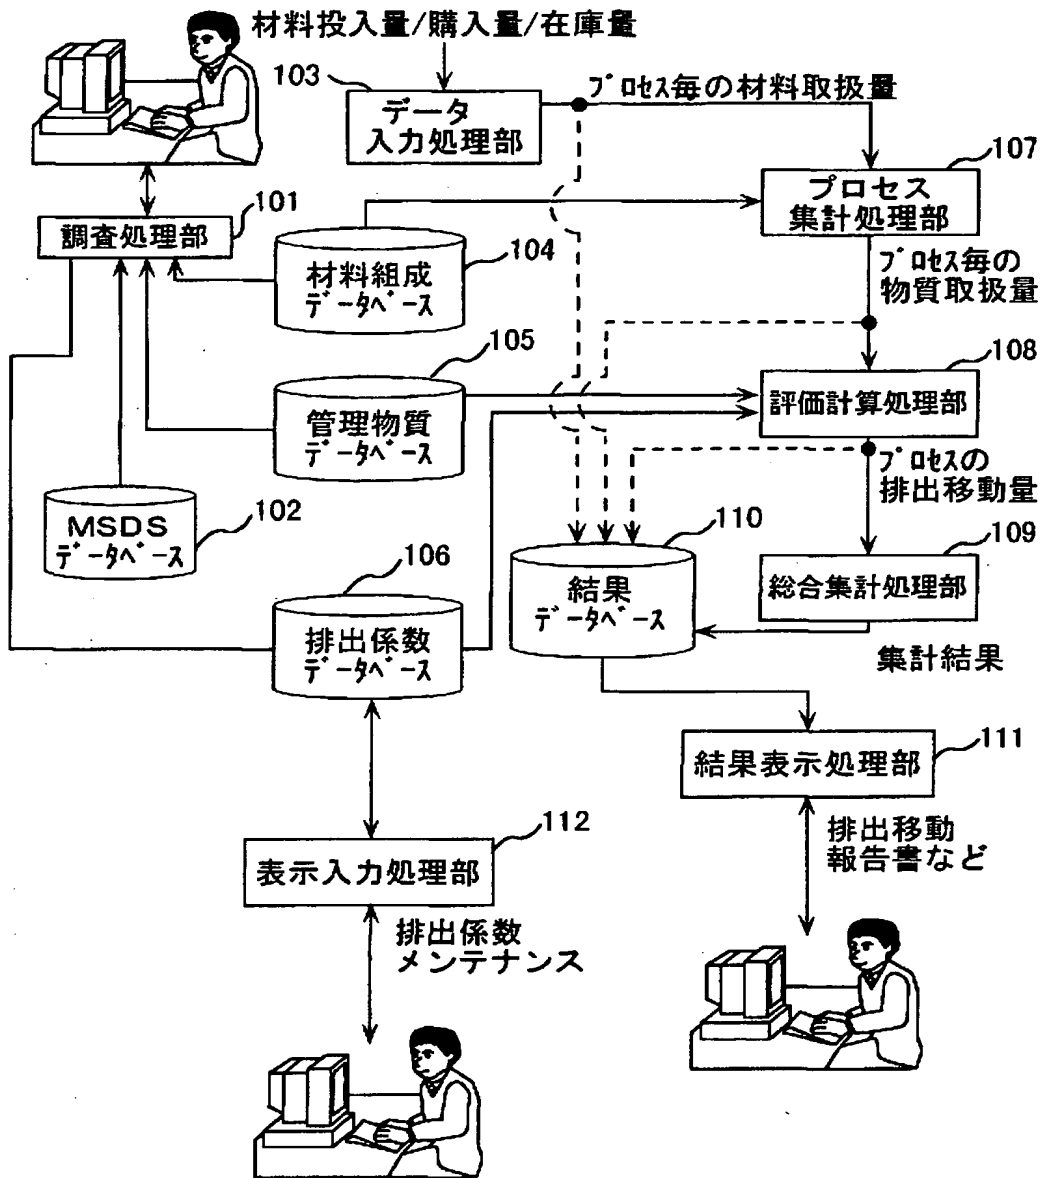 材料投入量/購入量/在庫量
103
データ
入力処理部
プロセス毎の材料取扱量
107
プロセス
集計処理部
101
調査処理部
104
材料組成
データベース
プロセス毎の
物質取扱量
105
管理物質
データベース
108
評価計算処理部
プロセスの
排出移動量
102
MSDS
データベース
110
結果
データベース
109
総合集計処理部
集計結果
106
排出係数
データベース
111
結果表示処理部
排出移動
報告書など
112
表示入力処理部
排出係数
メンテナンス